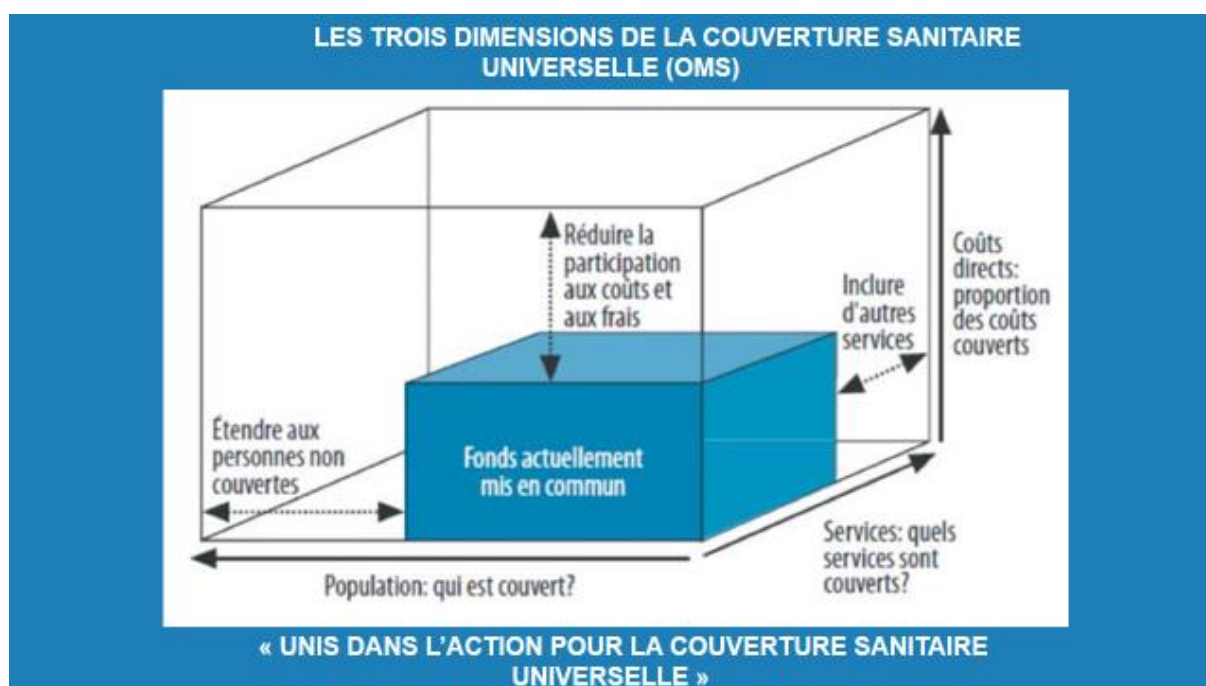 LES TROIS DIMENSIONS DE LA COUVERTURE SANITAIRE
UNIVERSELLE (OMS)
Réduire la
participation
aux coûts et
aux frais
Inclure
d'autres
services
Coûts
directs:
proportion
des coûts
couverts
Étendre aux
personnes non
couvertes
Fonds actuellement
mis en commun
Services: quels
services sont
couverts?
Population: qui est couvert?
« UNIS DANS L’ACTION POUR LA COUVERTURE SANITAIRE
UNIVERSELLE »